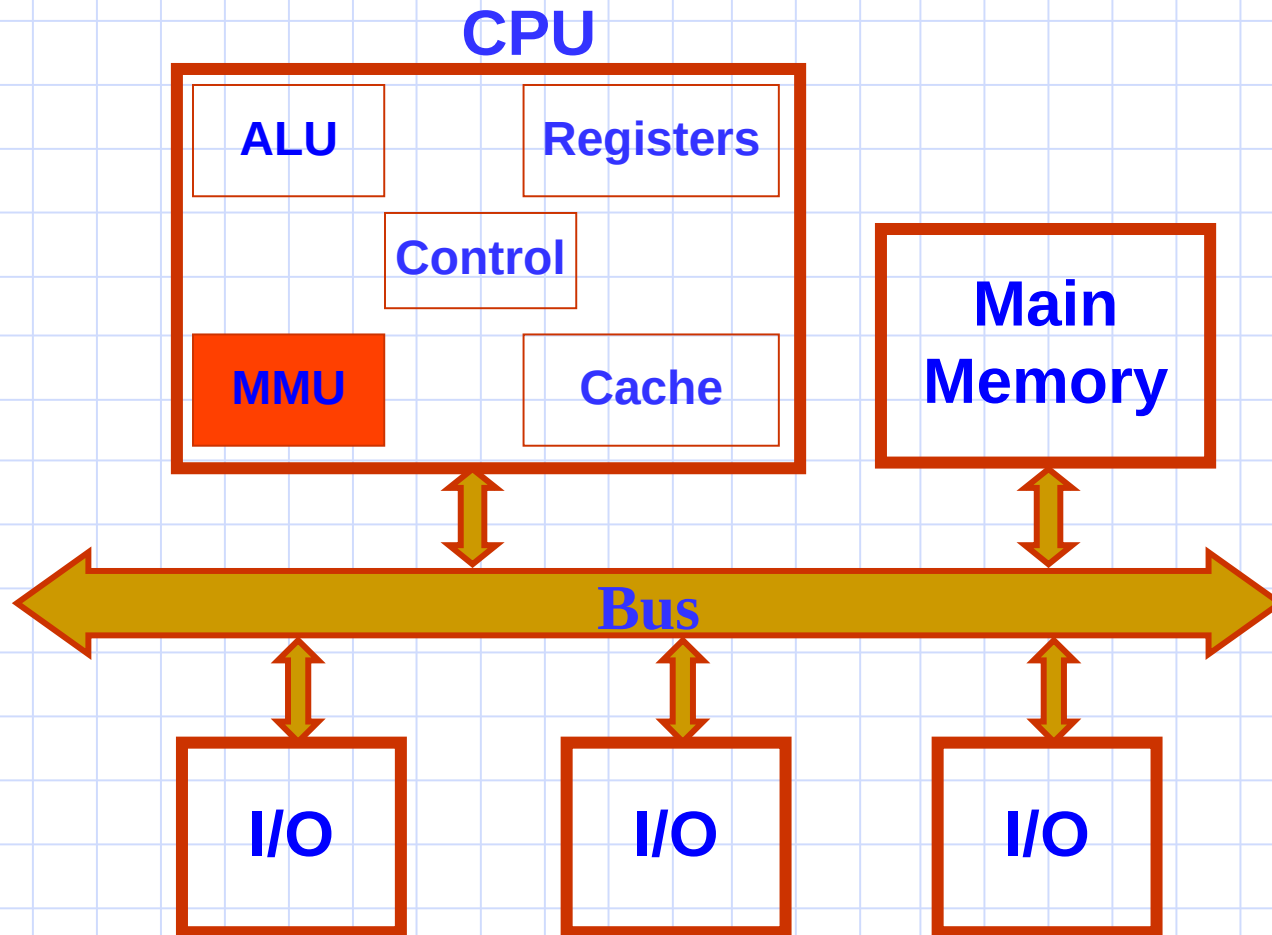 CPU
ALU
Registers
Control
MMU
Cache
Main
Memory
Bus
I/O
I/O
I/O